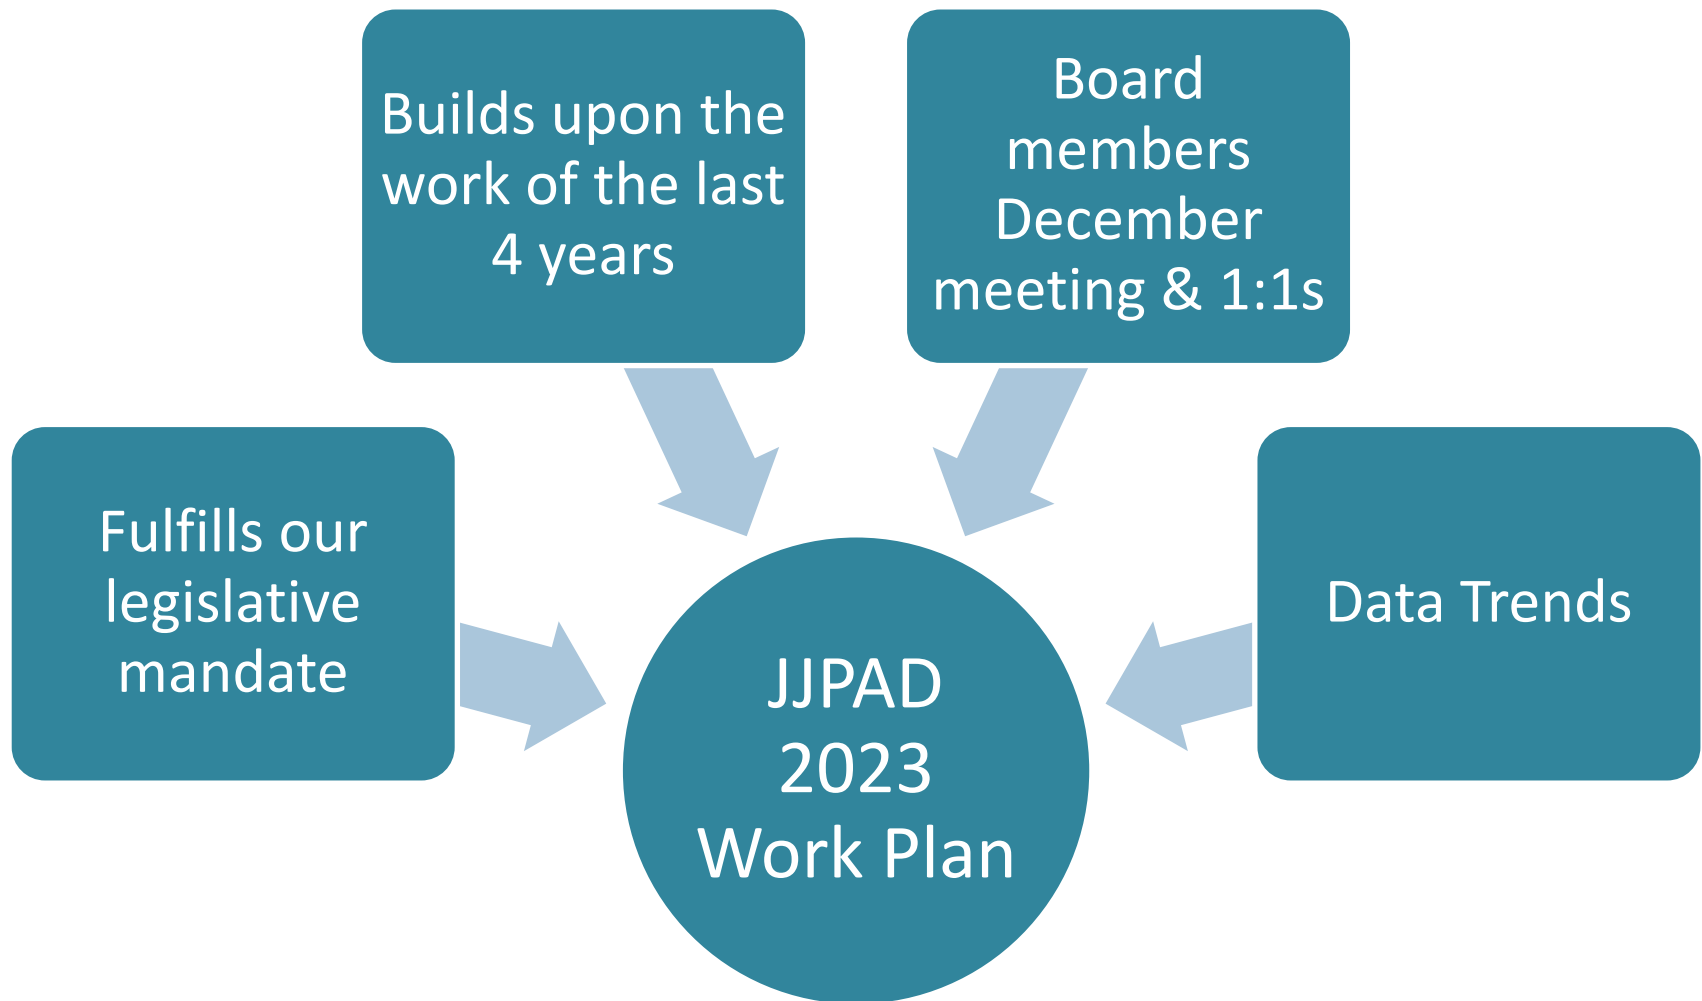 Builds upon the
work of the last
4 years
Board
members
December
meeting & 1:1s
Fulfills our
legislative
mandate
Data Trends
JJPAD
2023
Work Plan